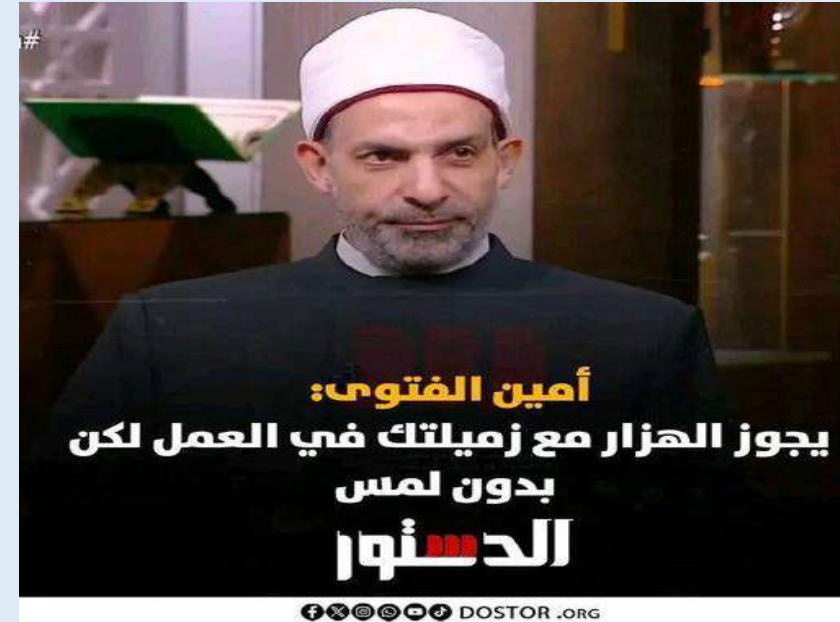 #
أمين الفتوى:
يجوز الهزار مع زميلتك في العمل لكن
بدون لمس
الدستور
DOSTOR.ORG